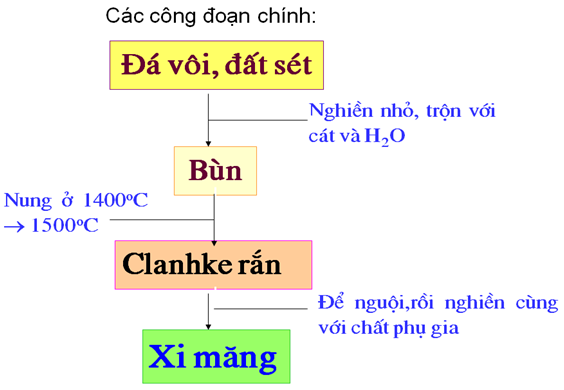 Các công đoạn chính:
Đá vôi, đất sét
Nghiền nhỏ, trộn với
cát và H₂O
Bùn
Nung ở 1400ºC
→ 1500ºC
Clanhke rắn
Để nguội,rồi nghiền cùng
với chất phụ gia
Xi măng